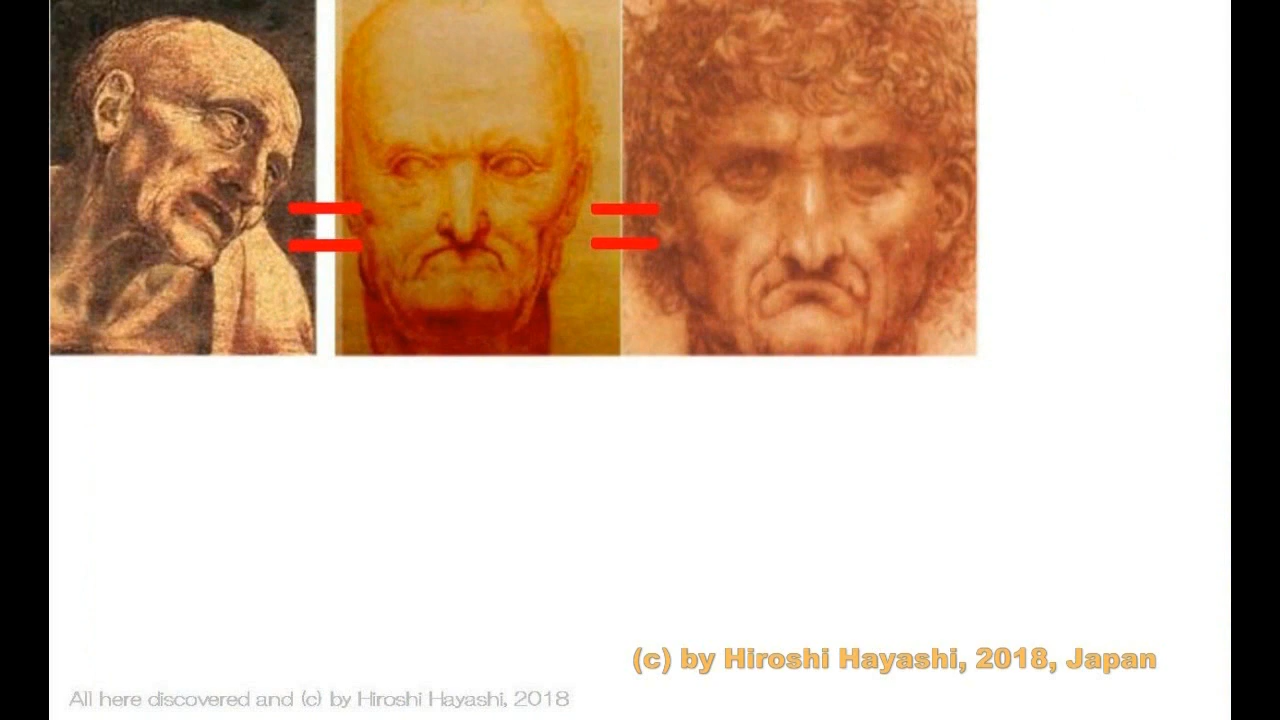 (c) by Hiroshi Hayashi, 2018, Japan
All here discovered and (c) by Hiroshi Hayashi, 2018